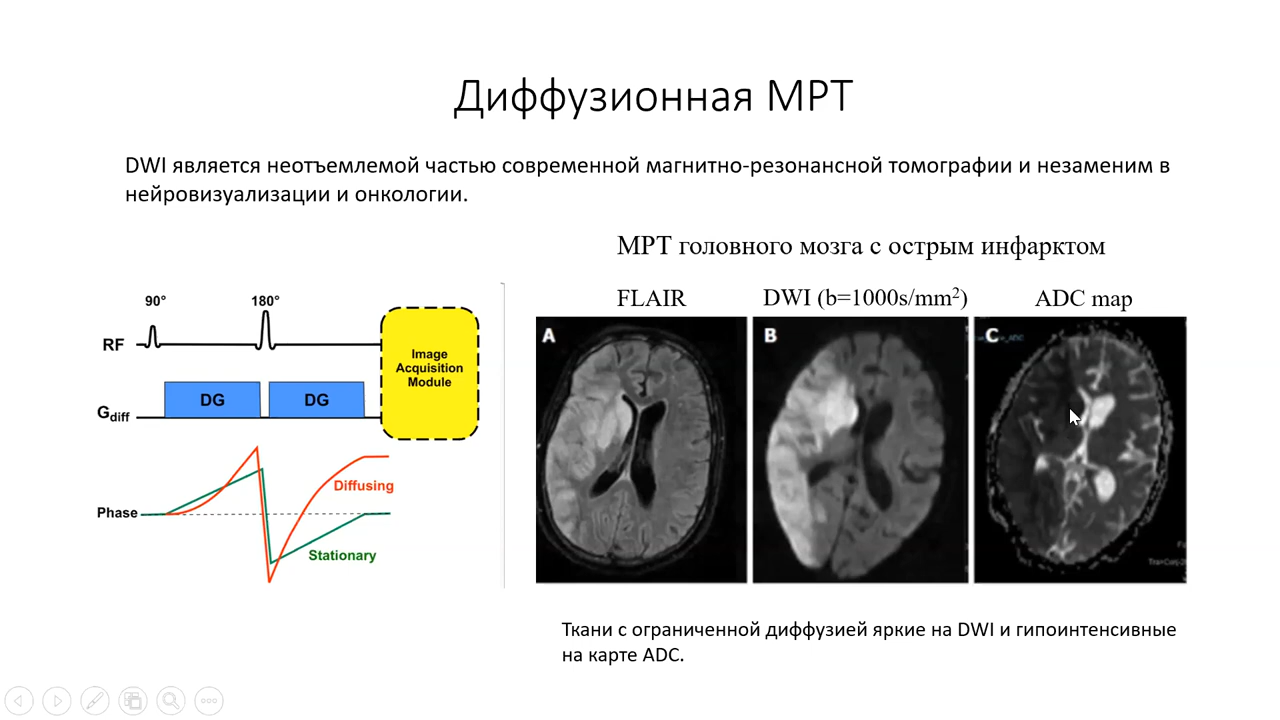 Диффузионная МРТ
DWI является неотъемлемой частью современной магнитно-резонансной томографии и незаменим в
нейровизуализации и онкологии.
90°
180°
RF
Image
Acquisition
Module
DG
DG
Gdiff
Phase
Diffusing
Stationary
МРТ головного мозга с острым инфарктом
FLAIR
DWI (b=1000s/mm²)
ADC map
A
B
C
Ткани с ограниченной диффузией яркие на DWI и гипоинтенсивные
на карте ADC.